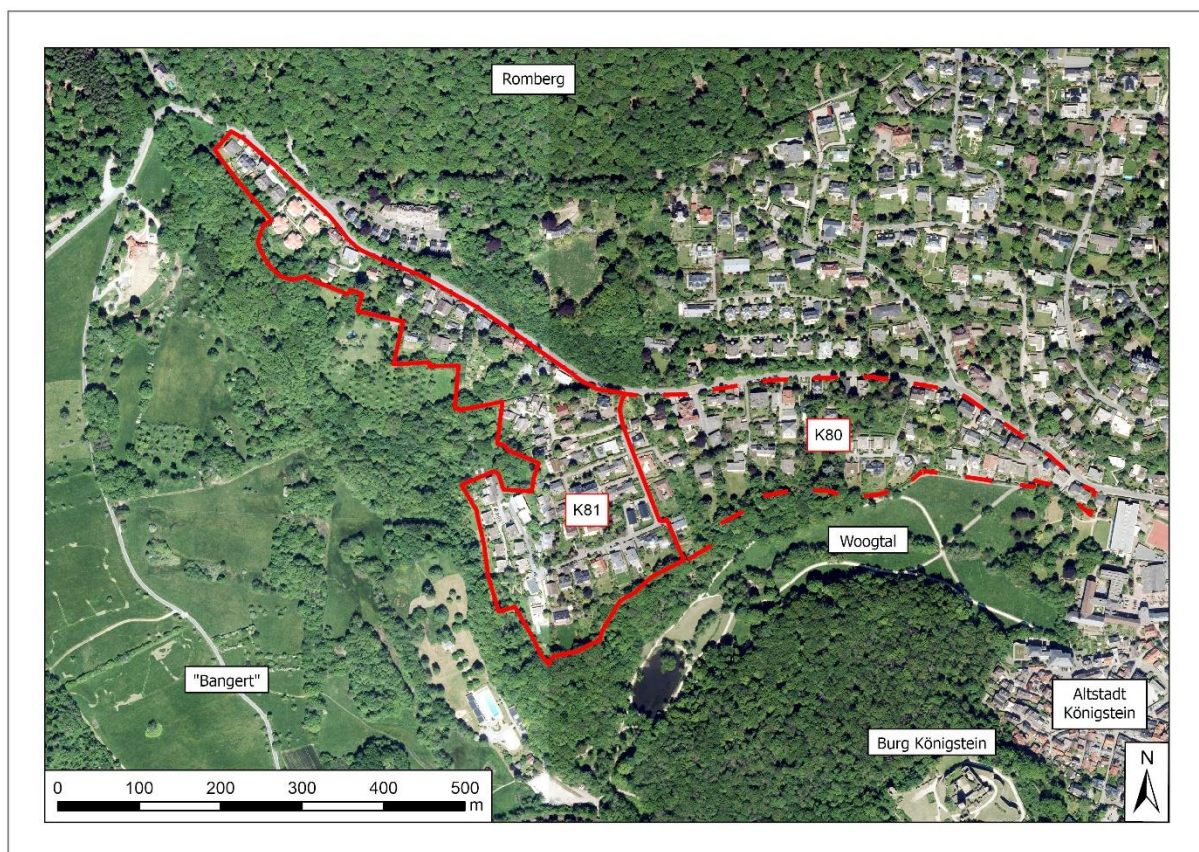 Romberg
K80
K81
Woogtal
"Bangert"
Altstadt
Königstein
Burg Königstein
N
0 100 200 300 400 500
m